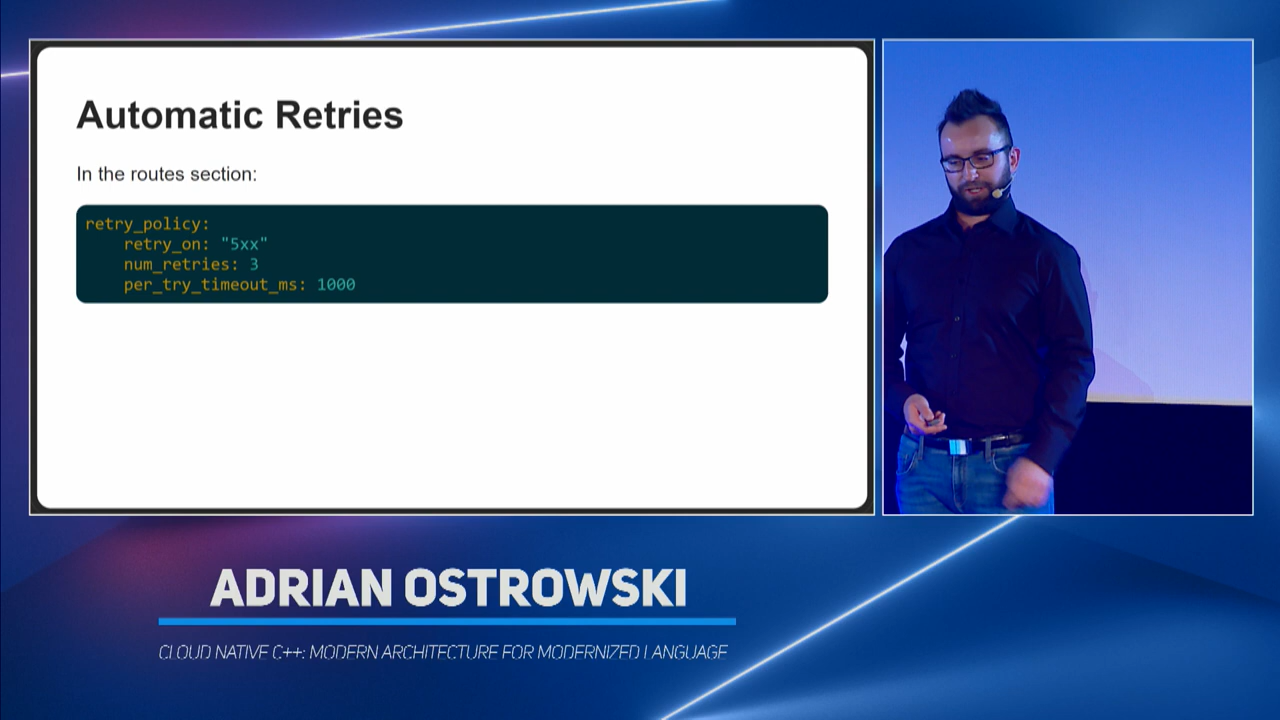 Automatic Retries
In the routes section:
retry_policy:
    retry_on: "5xx"
    num_retries: 3
    per_try_timeout_ms: 1000
ADRIAN OSTROWSKI
CLOUD NATIVE C++: MODERN ARCHITECTURE FOR MODERNIZED LANGUAGE